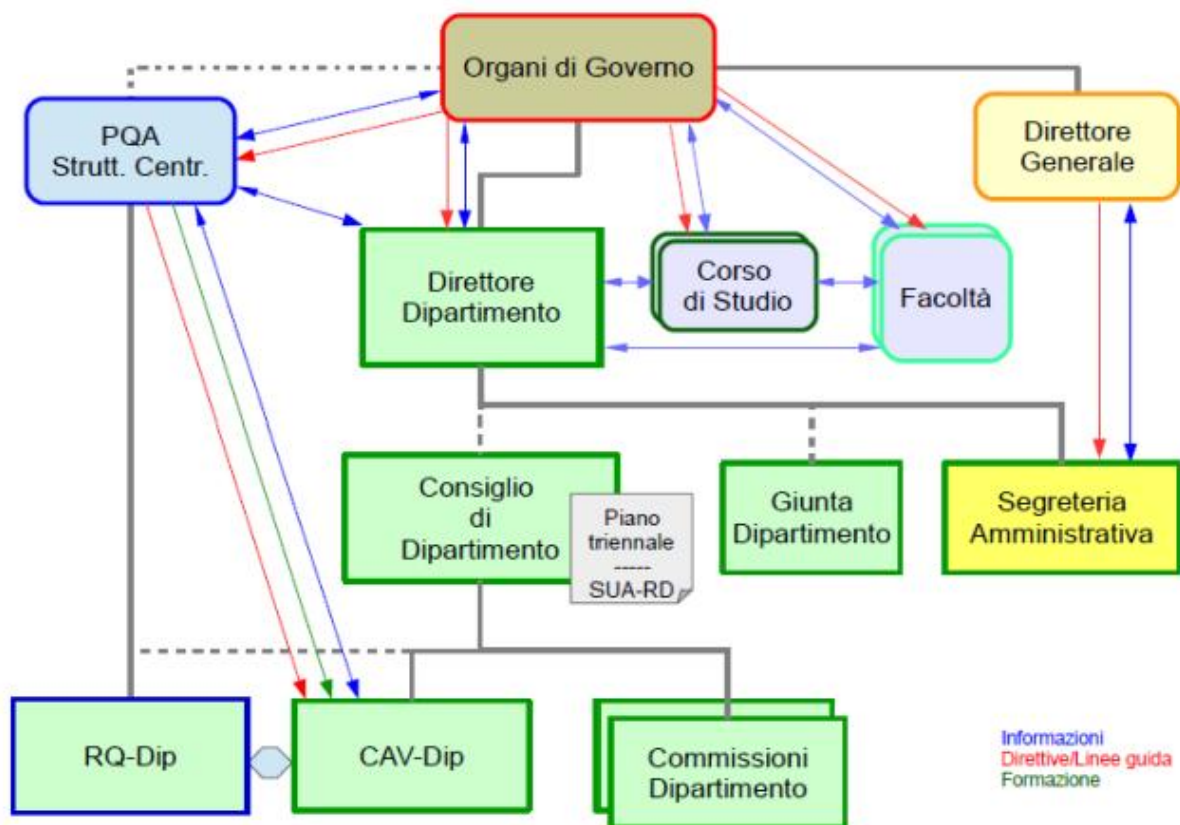 Organi di Governo
PQA
Strutt. Centr.
Direttore
Generale
Direttore
Dipartimento
Corso
di Studio
Facoltà
Consiglio
di
Dipartimento
Piano
triennale
-----
SUA-RD
Giunta
Dipartimento
Segreteria
Amministrativa
RQ-Dip
CAV-Dip
Commissioni
Dipartimento
Informazioni
Direttive/Linee guida
Formazione